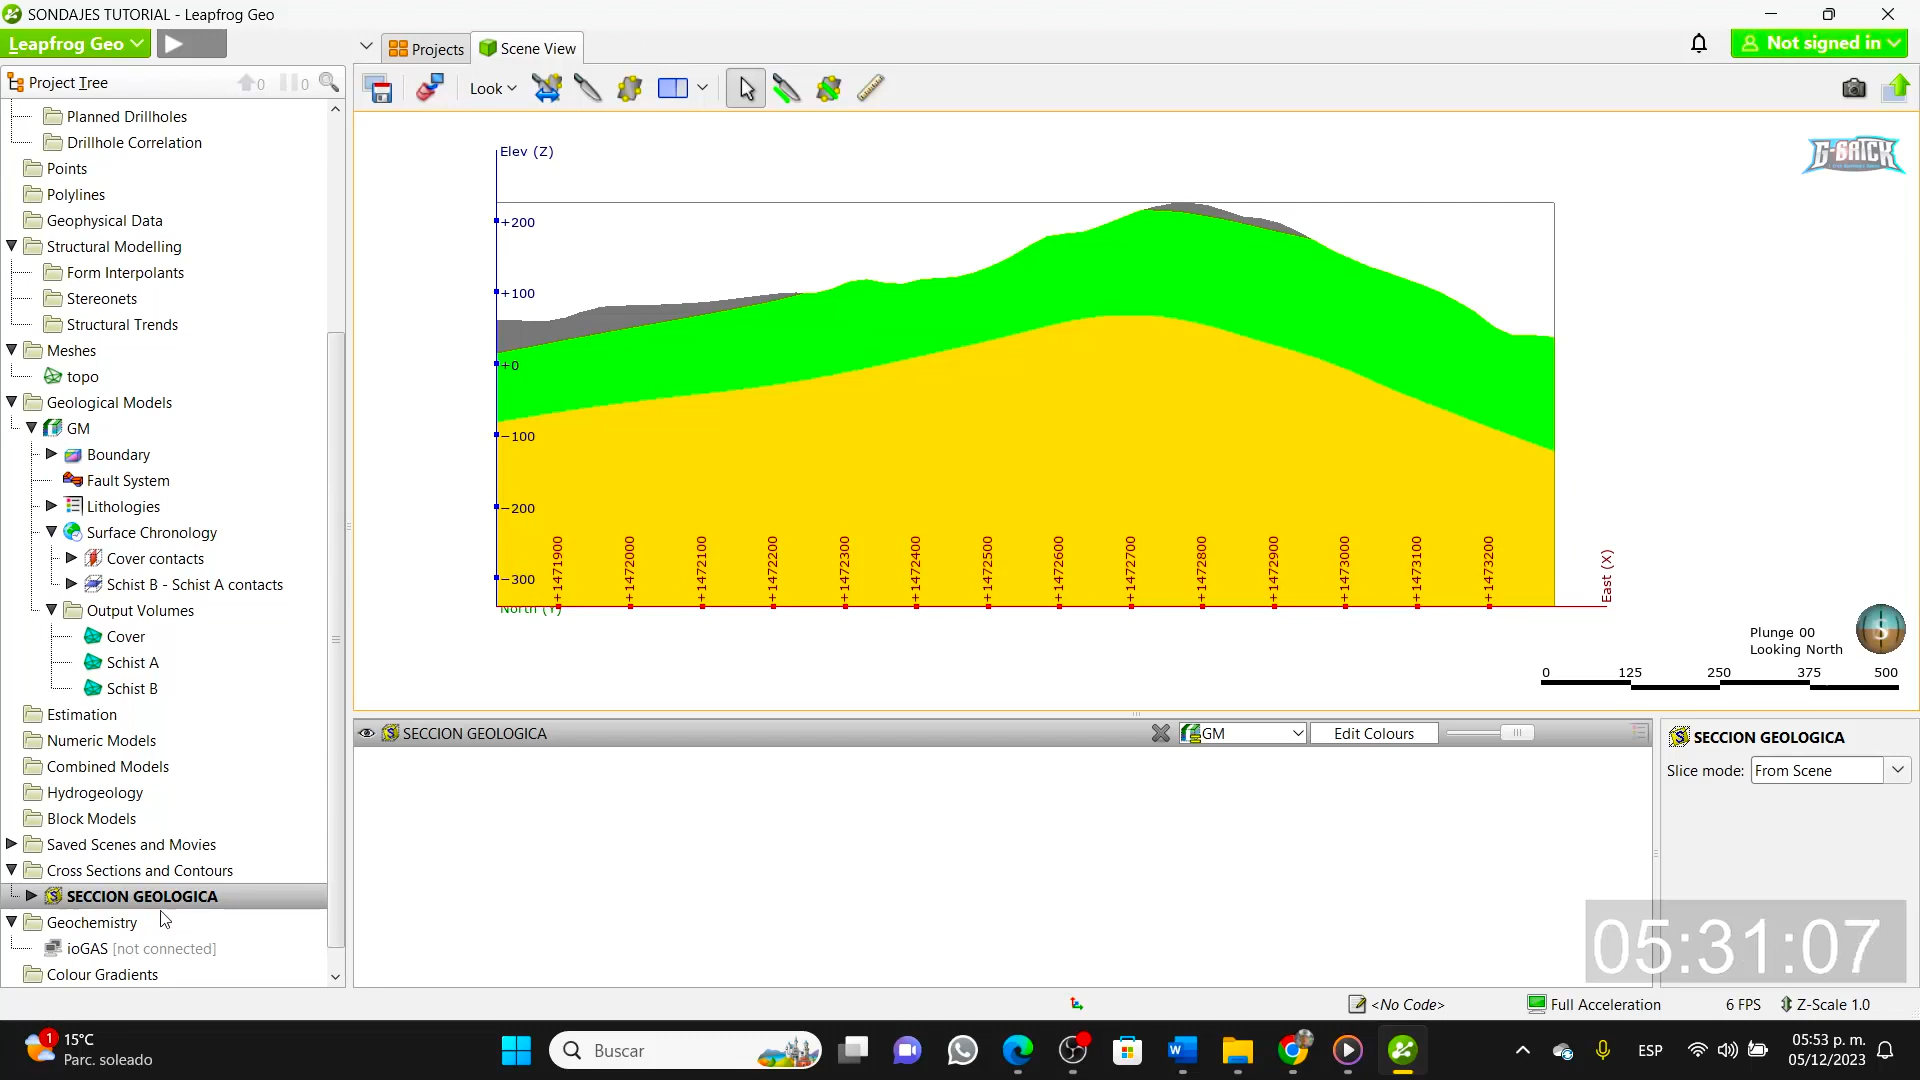 SONDAJES TUTORIAL - Leapfrog Geo
Leapfrog Geo
Projects
Scene View
Not signed in
Project Tree
0
0
Look
Planned Drillholes
Drillhole Correlation
Points
Polylines
Geophysical Data
Structural Modelling
Form Interpolants
Stereonets
Structural Trends
Meshes
topo
Geological Models
GM
Boundary
Fault System
Lithologies
Surface Chronology
Cover contacts
Schist B - Schist A contacts
Output Volumes
Cover
Schist A
Schist B
Estimation
Numeric Models
Combined Models
Hydrogeology
Block Models
Saved Scenes and Movies
Cross Sections and Contours
SECCION GEOLOGICA
Geochemistry
ioGAS [not connected]
Colour Gradients
G-BRICK
Elev (Z)
+200
+100
+0
-100
-200
-300
North (Y)
+1471900
+1472000
+1472100
+1472200
+1472300
+1472400
+1472500
+1472600
+1472700
+1472800
+1472900
+1473000
+1473100
+1473200
East (X)
S
Plunge 00
Looking North
0 125 250 375 500
SECCION GEOLOGICA
GM
Edit Colours
SECCION GEOLOGICA
Slice mode: From Scene
05:31:07
<No Code>
Full Acceleration
6 FPS
Z-Scale 1.0
1
15°C
Parc. soleado
Buscar
ESP
05:53 p. m.
05/12/2023